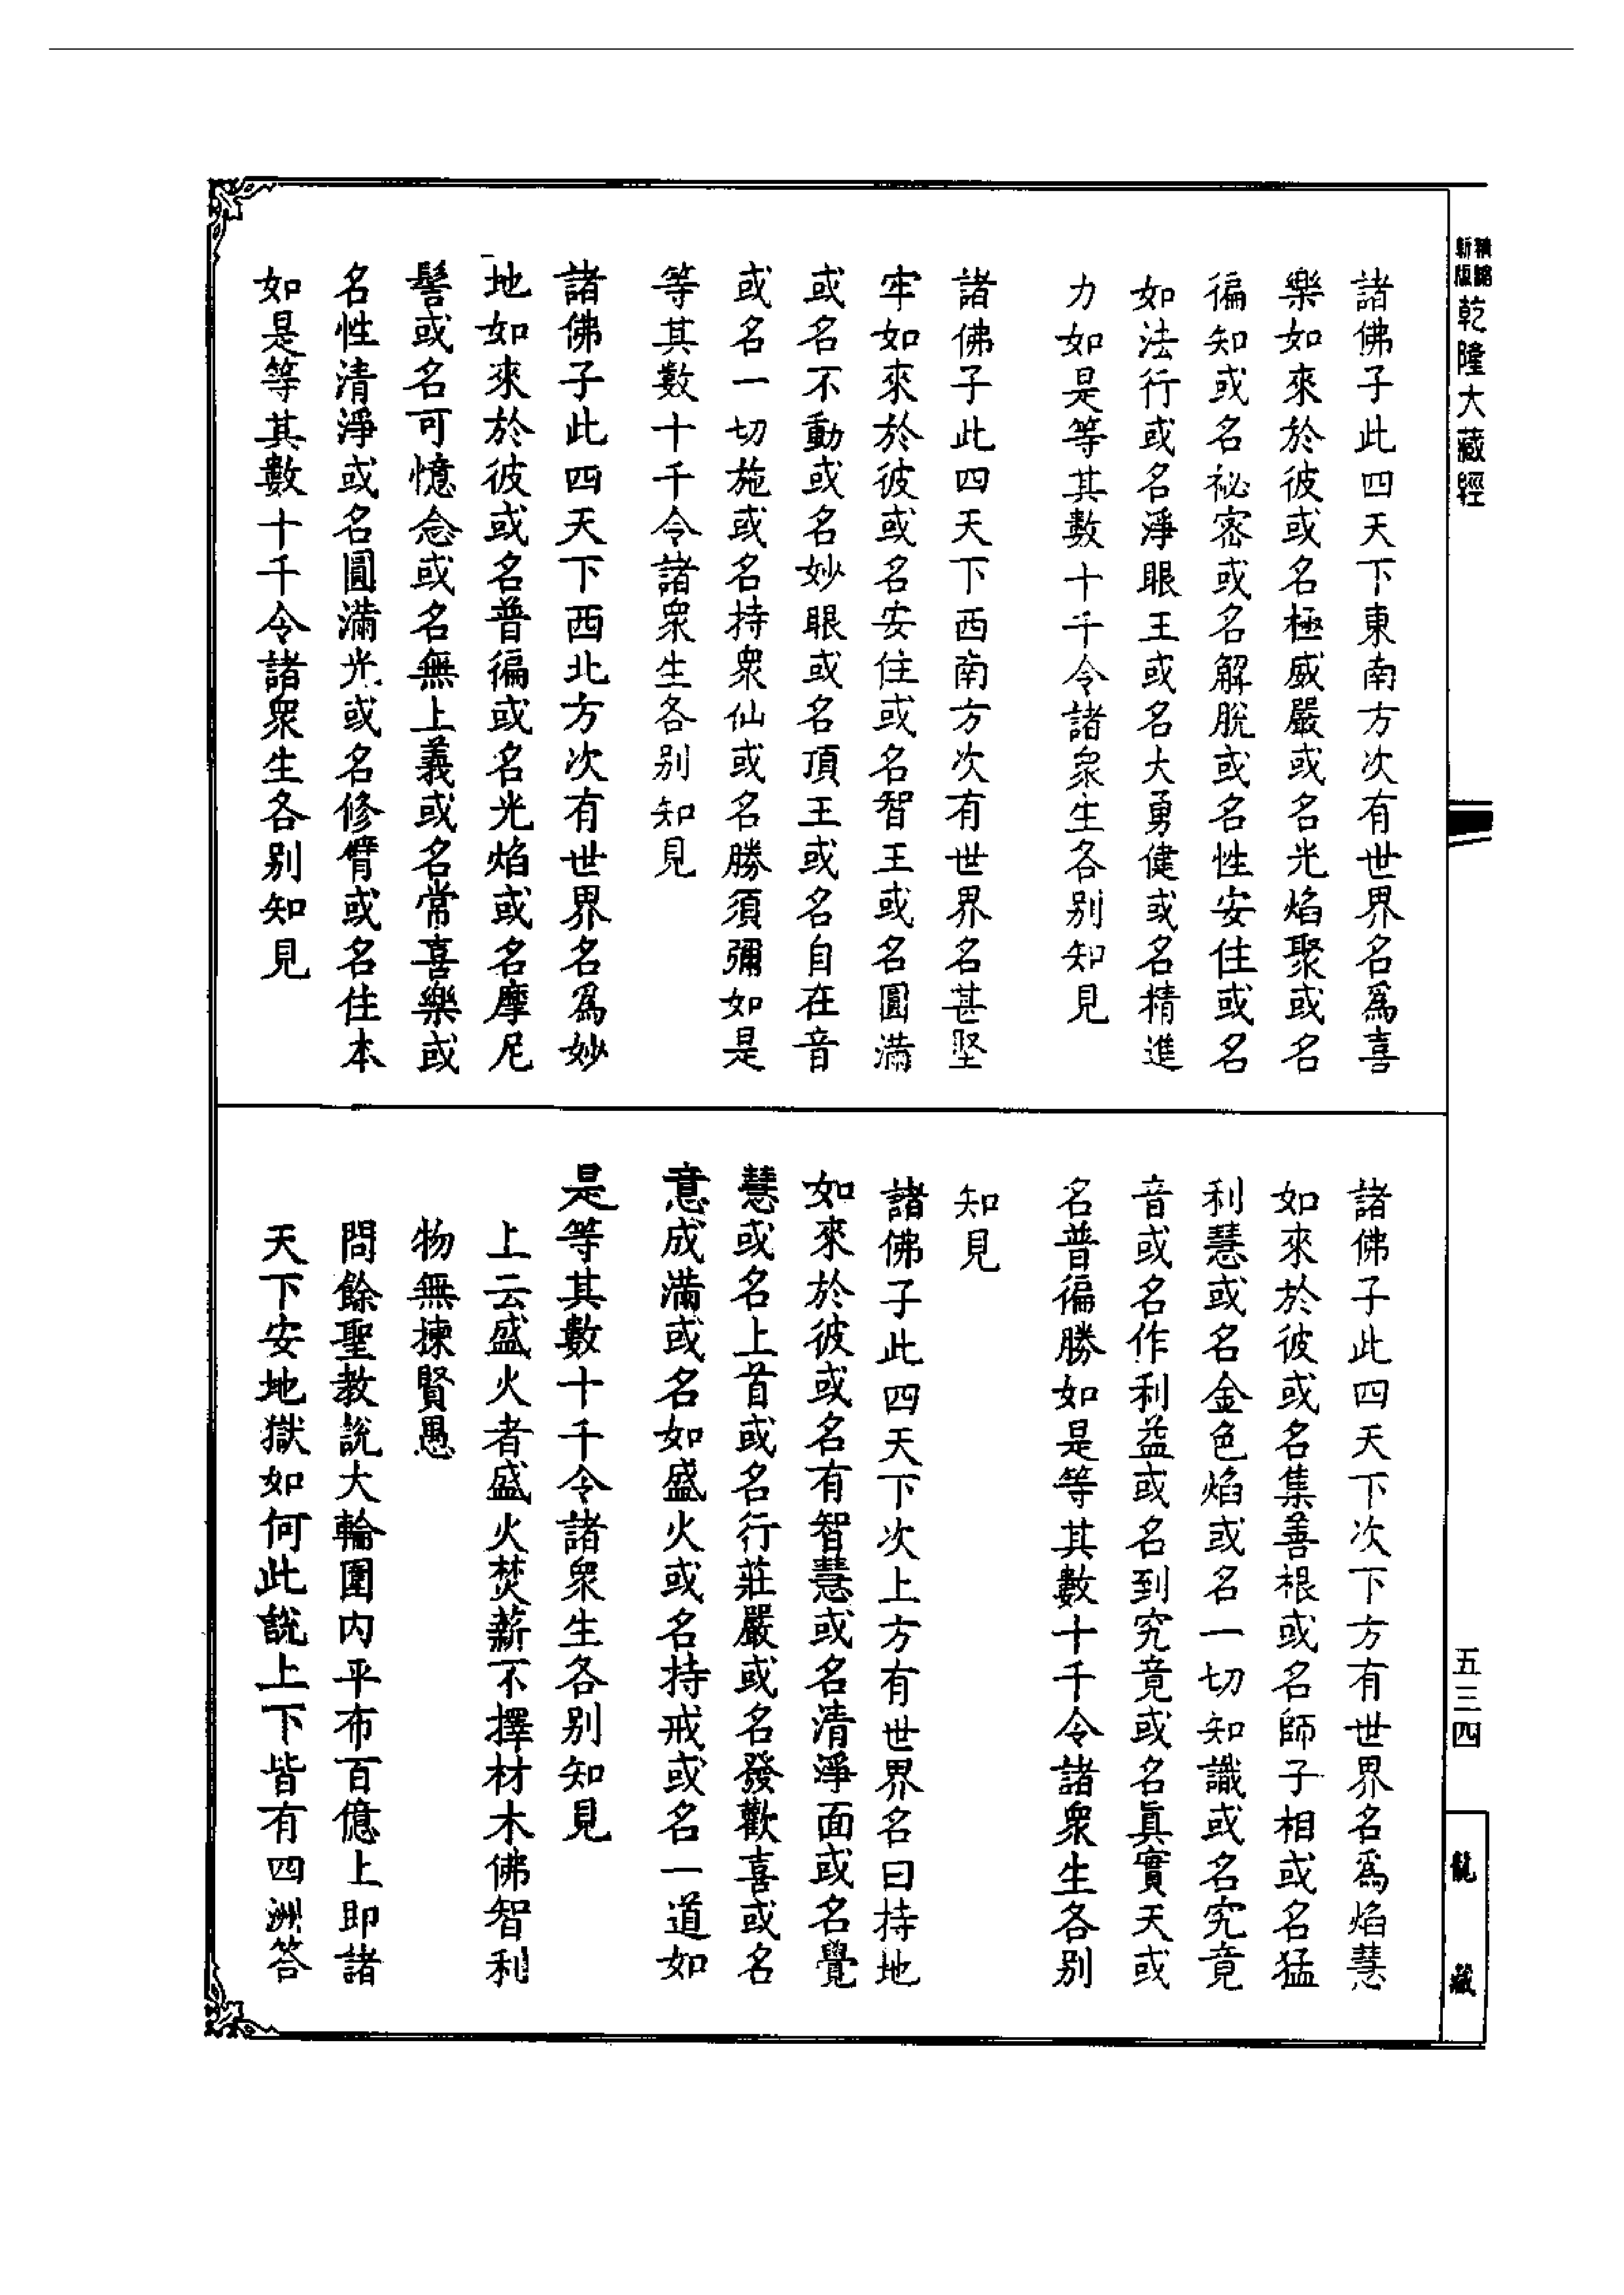 精縮
新版
乾隆大藏經
諸佛子此四天下東南方次有世界名為喜
樂如來於彼或名極威嚴或名光焰聚或名
徧知或名祕密或名解脫或名性安住或名
如法行或名淨眼王或名大勇健或名精進
力如是等其數十千令諸眾生各別知見
諸佛子此四天下西南方次有世界名甚堅
牢如來於彼或名安住或名智王或名圓滿
或名不動或名妙眼或名頂王或名自在音
或名一切施或名持眾仙或名勝須彌如是
等其數十千令諸眾生各別知見
諸佛子此四天下西北方次有世界名為妙
地如來於彼或名普徧或名光焰或名摩尼
髻或名可憶念或名無上義或名常喜樂或
名性清淨或名圓滿光或名修臂或名住本
如是等其數十千令諸眾生各別知見
諸佛子此四天下次下方有世界名為焰慧
如來於彼或名集善根或名師子相或名猛
利慧或名金色焰或名一切知識或名究竟
音或名作利益或名到究竟或名真實天或
名普徧勝如是等其數十千令諸眾生各別
知見
諸佛子此四天下次上方有世界名曰持地
如來於彼或名有智慧或名清淨面或名覺
慧或名上首或名行莊嚴或名發歡喜或名
意成滿或名如盛火或名持戒或名一道如
是等其數十千令諸眾生各別知見
上云盛火者盛火焚薪不擇材木佛智利
物無揀賢愚
問餘聖教說大輪圍內平布百億上即諸
天下安地獄如何此說上下皆有四洲答
五三四
龍藏